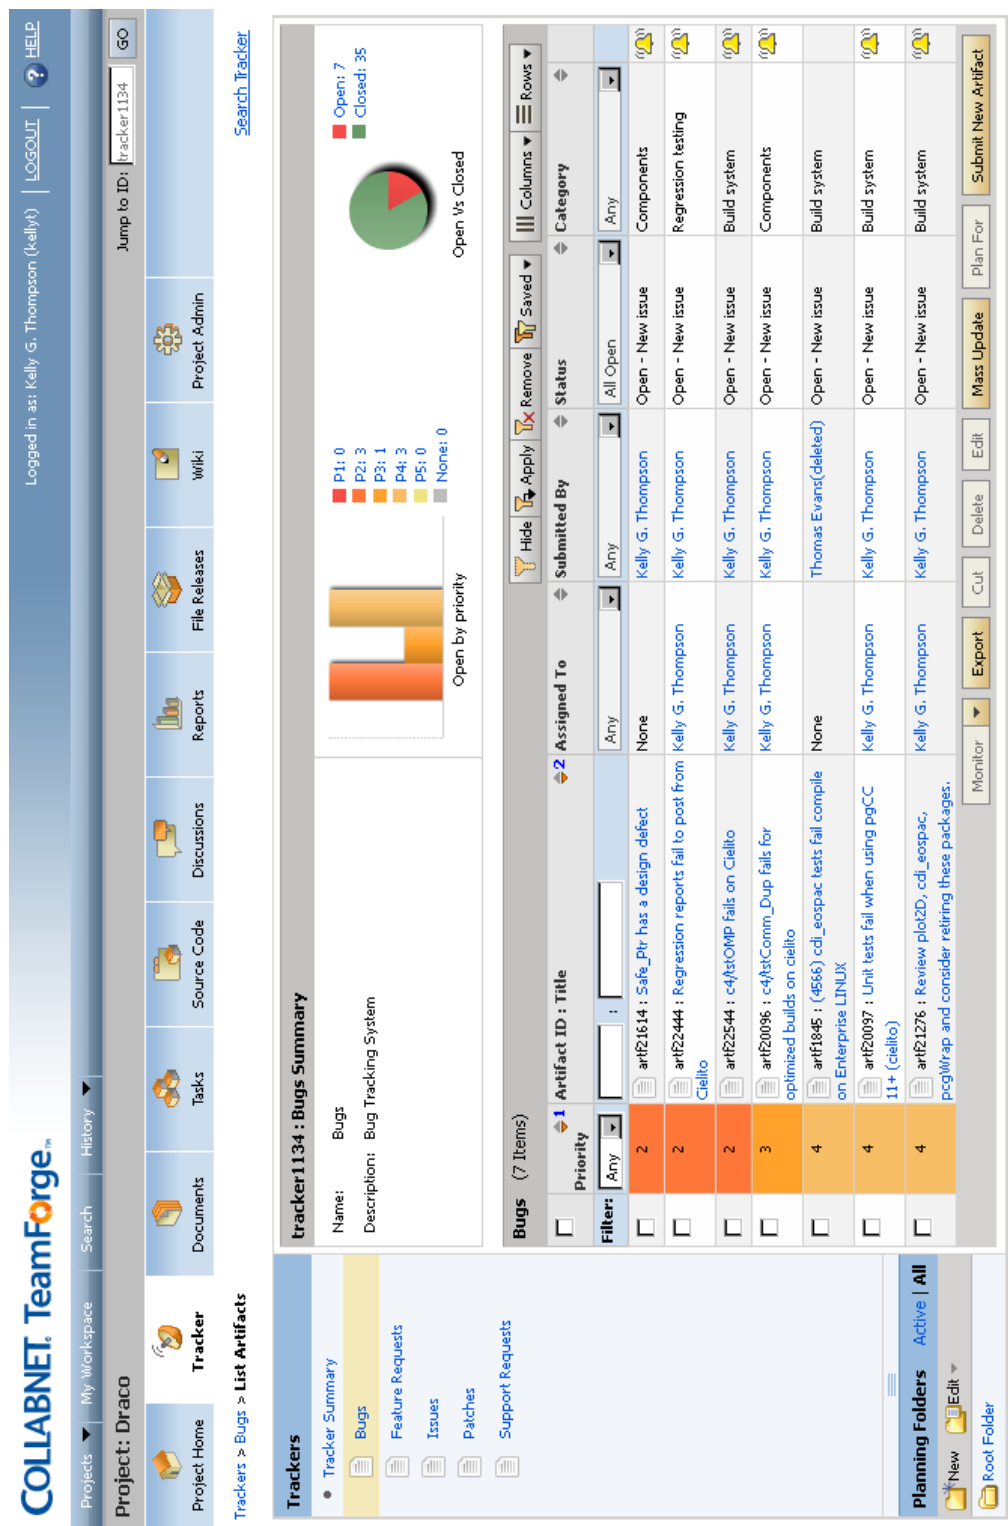 COLLABNET. TeamForge™
Logged in as: Kelly G. Thompson (kellyt) LOGOUT HELP
Projects My Workspace Search History
Project: Draco
Jump to ID: tracker1134 GO
Project Home Tracker Documents Tasks Source Code Discussions Reports File Releases Wiki Project Admin
Trackers > Bugs > List Artifacts
Search Tracker
Trackers
Tracker Summary
Bugs
Feature Requests
Issues
Patches
Support Requests
Planning Folders Active | All
New Edit
Root Folder
tracker1134 : Bugs Summary
Name: Bugs
Description: Bug Tracking System
P1: 0
P2: 3
P3: 1
P4: 3
P5: 0
None: 0
Open by priority
Open: 7
Closed: 35
Open Vs Closed
Bugs (7 Items)
Hide Apply Remove Saved Columns Rows
Priority 1 Artifact ID : Title 2 Assigned To Submitted By Status Category
Filter: Any : Any Any All Open Any
2 artf21614 : Safe_Ptr has a design defect None Kelly G. Thompson Open - New issue Components
2 artf22444 : Regression reports fail to post from Kelly G. Thompson Kelly G. Thompson Open - New issue Regression testing
Cielito
2 artf22544 : c4/tstOMP fails on Cielito Kelly G. Thompson Kelly G. Thompson Open - New issue Build system
3 artf20096 : c4/tstComm_Dup fails for Kelly G. Thompson Kelly G. Thompson Open - New issue Components
optimized builds on cielito
4 artf1845 : (4566) cdi_eospac tests fail compile None Thomas Evans(deleted) Open - New issue Build system
on Enterprise LINUX
4 artf20097 : Unit tests fail when using pgCC Kelly G. Thompson Kelly G. Thompson Open - New issue Build system
11+ (cielito)
4 artf21276 : Review plot2D, cdi_eospac, Kelly G. Thompson Kelly G. Thompson Open - New issue Build system
pcgWrap and consider retiring these packages.
Monitor Export Cut Delete Edit Mass Update Plan For Submit New Artifact